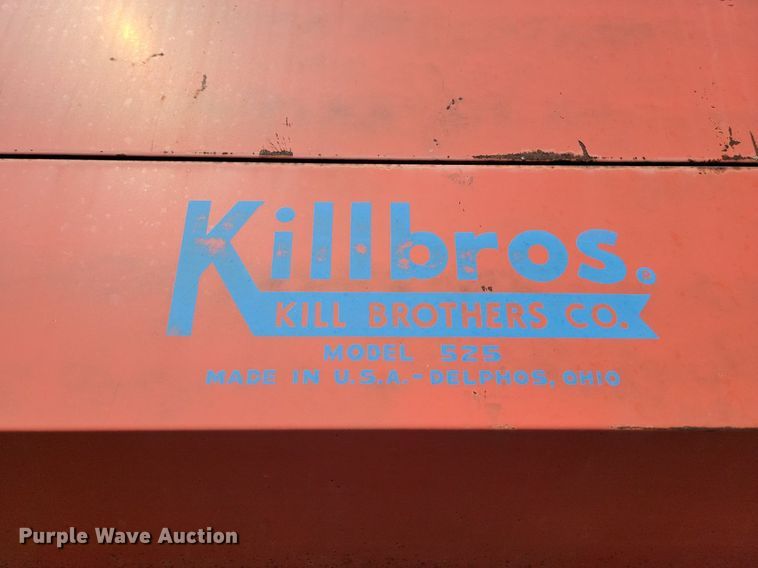 Killbros.
KILL BROTHERS CO.
MODEL 525
MADE IN U.S.A.-DELPHOS, OHIO
Purple Wave Auction